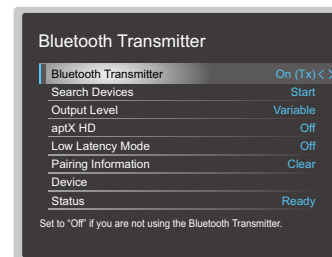 Bluetooth Transmitter
Bluetooth Transmitter On (Tx) < >
Search Devices Start
Output Level Variable
aptX HD Off
Low Latency Mode Off
Pairing Information Clear
Device
Status Ready
Set to "Off" if you are not using the Bluetooth Transmitter.